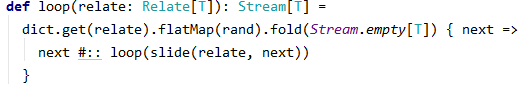 def loop(relate: Relate[T]): Stream[T] =
  dict.get(relate).flatMap(rand).fold(Stream.empty[T]) { next =>
    next #:: loop(slide(relate, next))
  }